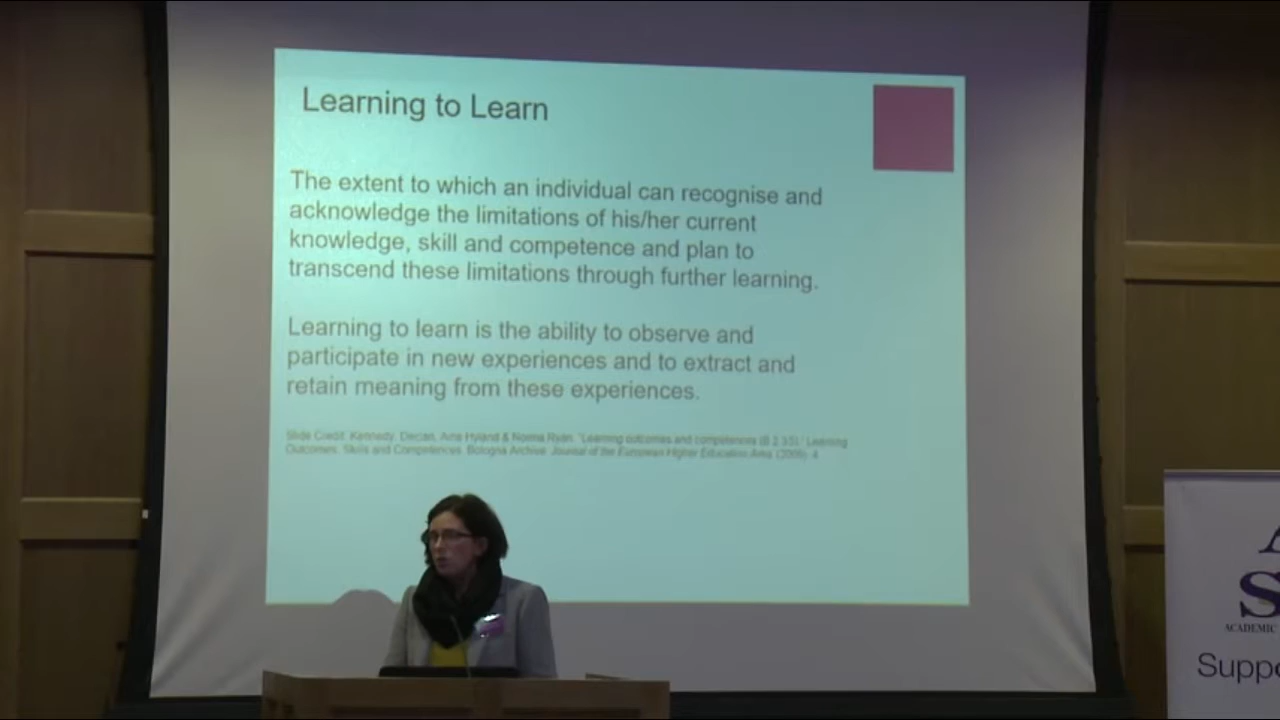 Learning to Learn
The extent to which an individual can recognise and
acknowledge the limitations of his/her current
knowledge, skill and competence and plan to
transcend these limitations through further learning.
Learning to learn is the ability to observe and
participate in new experiences and to extract and
retain meaning from these experiences.
Slide Credit: Kennedy, Declan, Aine Hyland & Norma Ryan. "Learning outcomes and competences (B 2.3.5)." Learning
Outcomes, Skills and Competences. Bologna Archive. Journal of the European Higher Education Area
ACADEMIC
Suppo